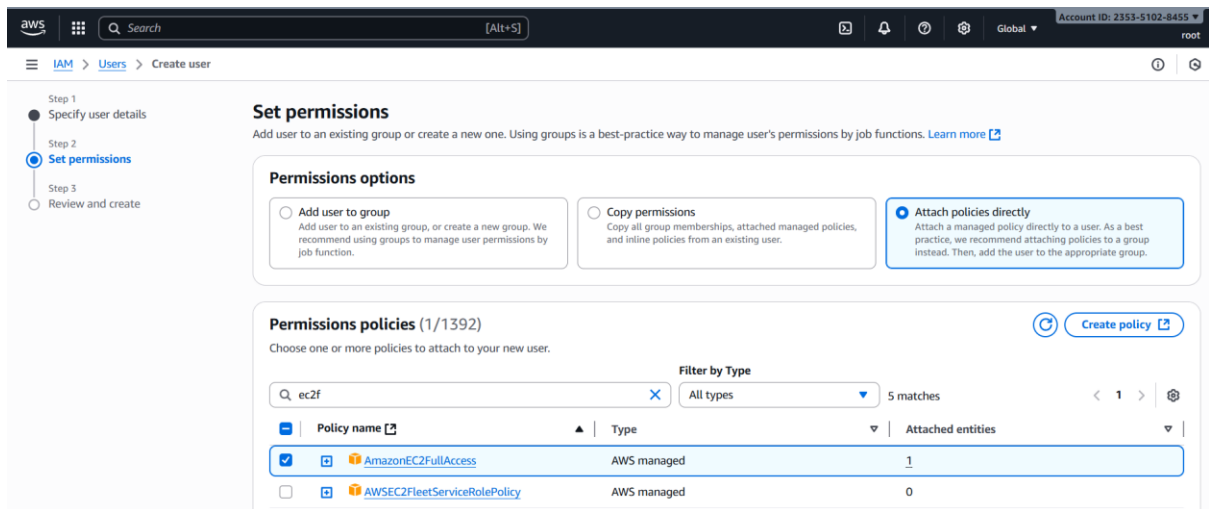 aws
Search [Alt+S] Global Account ID: 2353-5102-8455
root
IAM > Users > Create user
Step 1
Specify user details
Step 2
Set permissions
Step 3
Review and create
Set permissions
Add user to an existing group or create a new one. Using groups is a best-practice way to manage user's permissions by job functions. Learn more
Permissions options
Add user to group
Add user to an existing group, or create a new group. We
recommend using groups to manage user permissions by
job function.
Copy permissions
Copy all group memberships, attached managed policies,
and inline policies from an existing user.
Attach policies directly
Attach a managed policy directly to a user. As a best
practice, we recommend attaching policies to a group
instead. Then, add the user to the appropriate group.
Permissions policies (1/1392)
Create policy
Choose one or more policies to attach to your new user.
Filter by Type
ec2f All types 5 matches < 1 >
Policy name Type Attached entities
AmazonEC2FullAccess AWS managed 1
AWSEC2FleetServiceRolePolicy AWS managed 0